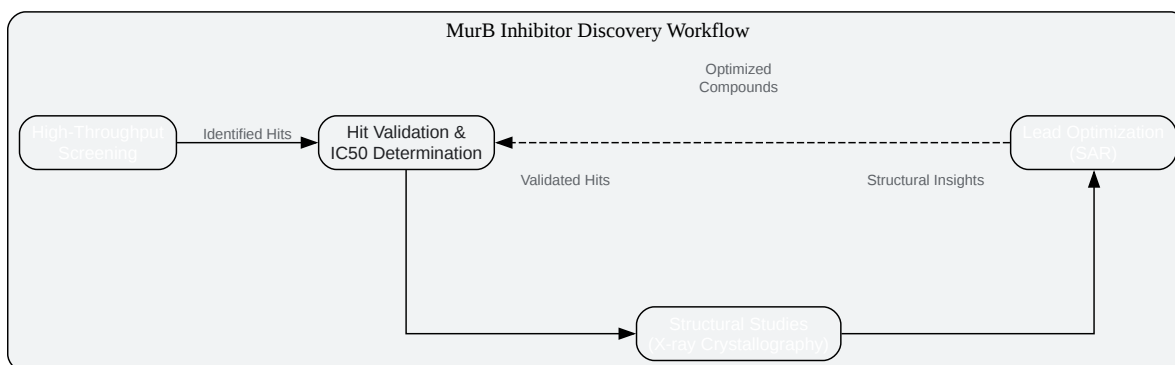 MurB Inhibitor Discovery Workflow
Optimized
Compounds
High-Throughput
Screening
Identified Hits
Hit Validation &
IC50 Determination
Lead Optimization
(SAR)
Validated Hits
Structural Insights
Structural Studies
(X-ray Crystallography)